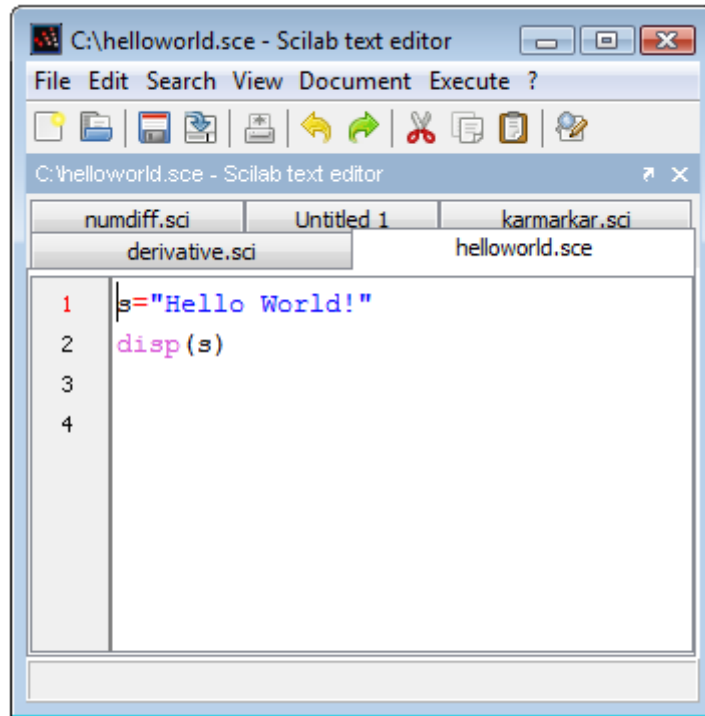 C:\helloworld.sce - Scilab text editor
File Edit Search View Document Execute ?
C:\helloworld.sce - Scilab text editor
numdiff.sci Untitled 1 karmarkar.sci
derivative.sci helloworld.sce
1 s="Hello World!"
2 disp(s)
3
4